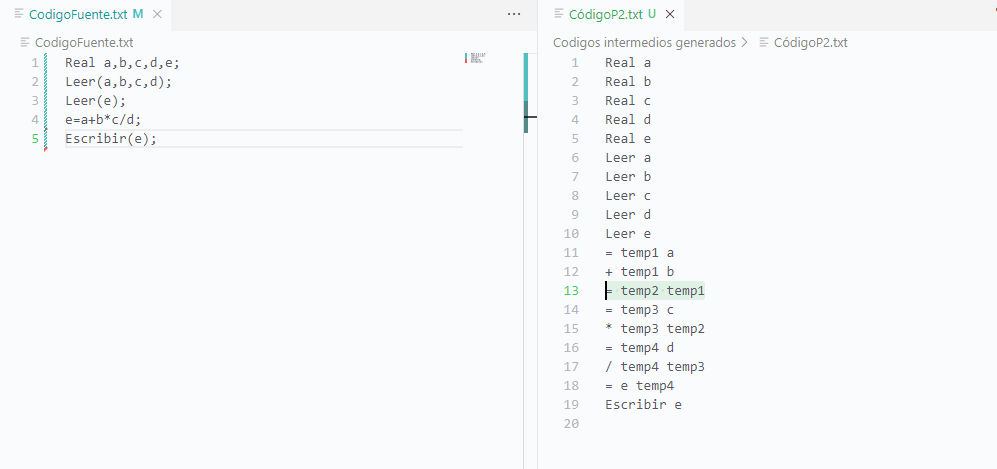 CodigoFuente.txt M
CodigoFuente.txt
1 Real a,b,c,d,e;
2 Leer(a,b,c,d);
3 Leer(e);
4 e=a+b*c/d;
5 Escribir(e);
CódigoP2.txt U
Codigos intermedios generados > CódigoP2.txt
1 Real a
2 Real b
3 Real c
4 Real d
5 Real e
6 Leer a
7 Leer b
8 Leer c
9 Leer d
10 Leer e
11 = temp1 a
12 + temp1 b
13 = temp2 temp1
14 = temp3 c
15 * temp3 temp2
16 = temp4 d
17 / temp4 temp3
18 = e temp4
19 Escribir e
20